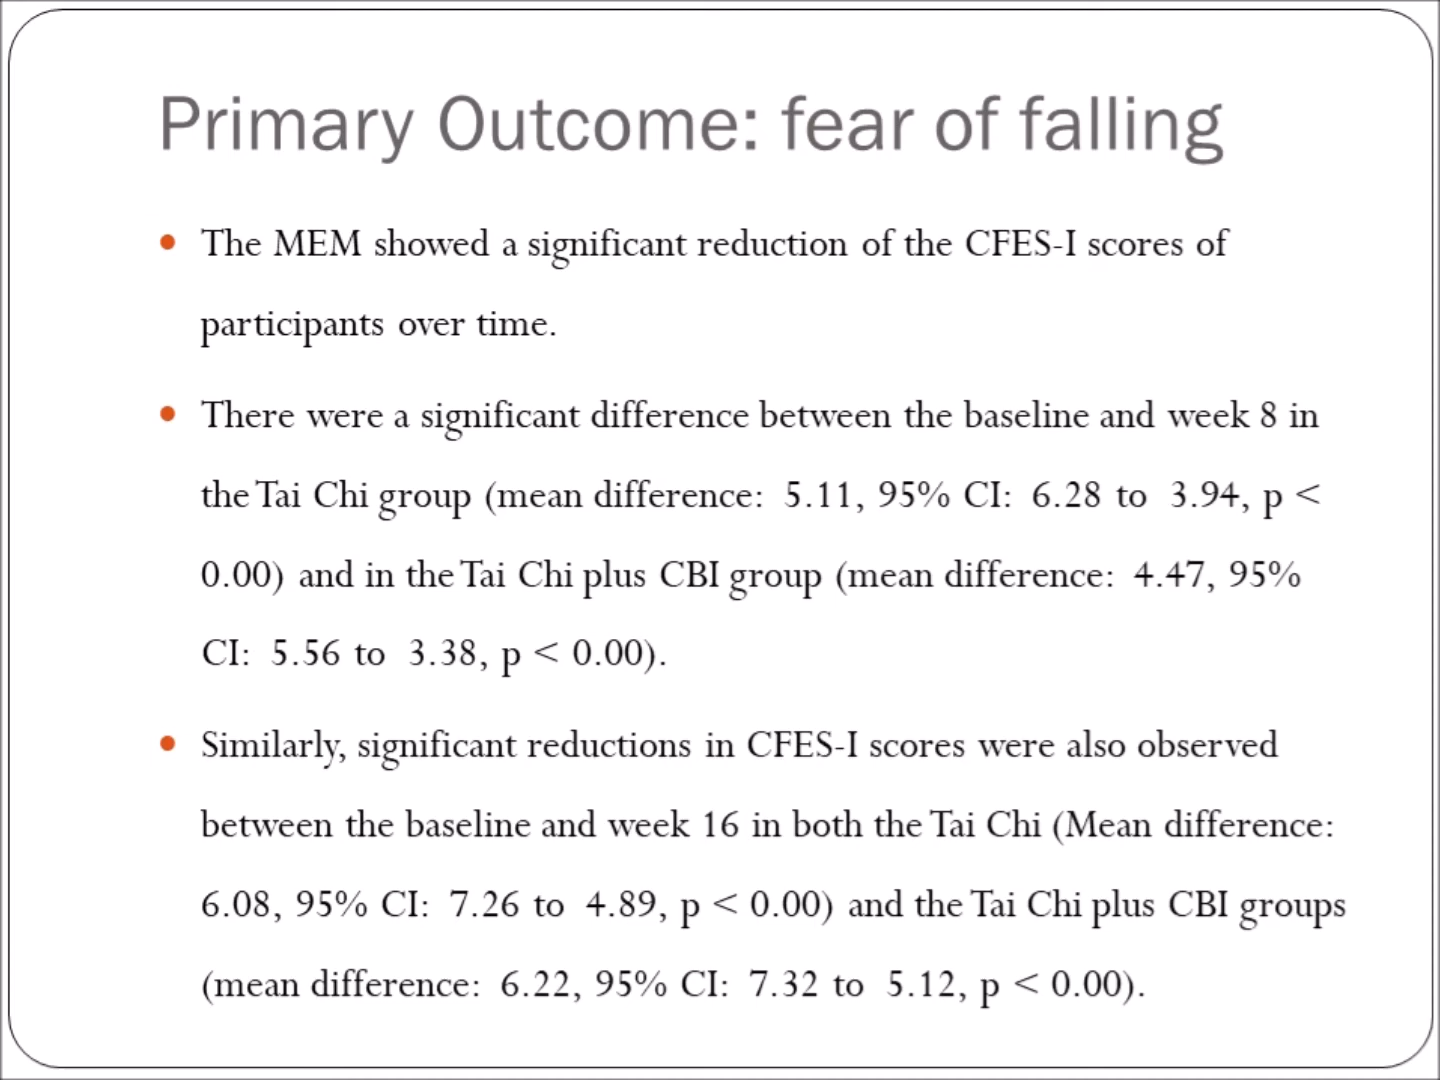 Primary Outcome: fear of falling
• The MEM showed a significant reduction of the CFES-I scores of
participants over time.
• There were a significant difference between the baseline and week 8 in
the Tai Chi group (mean difference: 5.11, 95% CI: 6.28 to 3.94, p <
0.00) and in the Tai Chi plus CBI group (mean difference: 4.47, 95%
CI: 5.56 to 3.38, p < 0.00).
• Similarly, significant reductions in CFES-I scores were also observed
between the baseline and week 16 in both the Tai Chi (Mean difference:
6.08, 95% CI: 7.26 to 4.89, p < 0.00) and the Tai Chi plus CBI groups
(mean difference: 6.22, 95% CI: 7.32 to 5.12, p < 0.00).